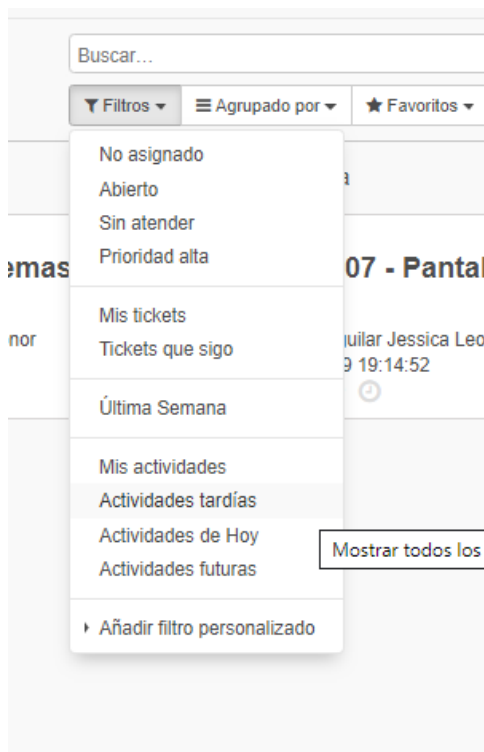 Buscar...
Filtros Agrupado por Favoritos
No asignado
Abierto
Sin atender
Prioridad alta
07 - Pantal
Mis tickets
Tickets que sigo
Jessica Leo
19:14:52
Última Semana
Mis actividades
Actividades tardías
Actividades de Hoy
Mostrar todos los
Actividades futuras
Añadir filtro personalizado